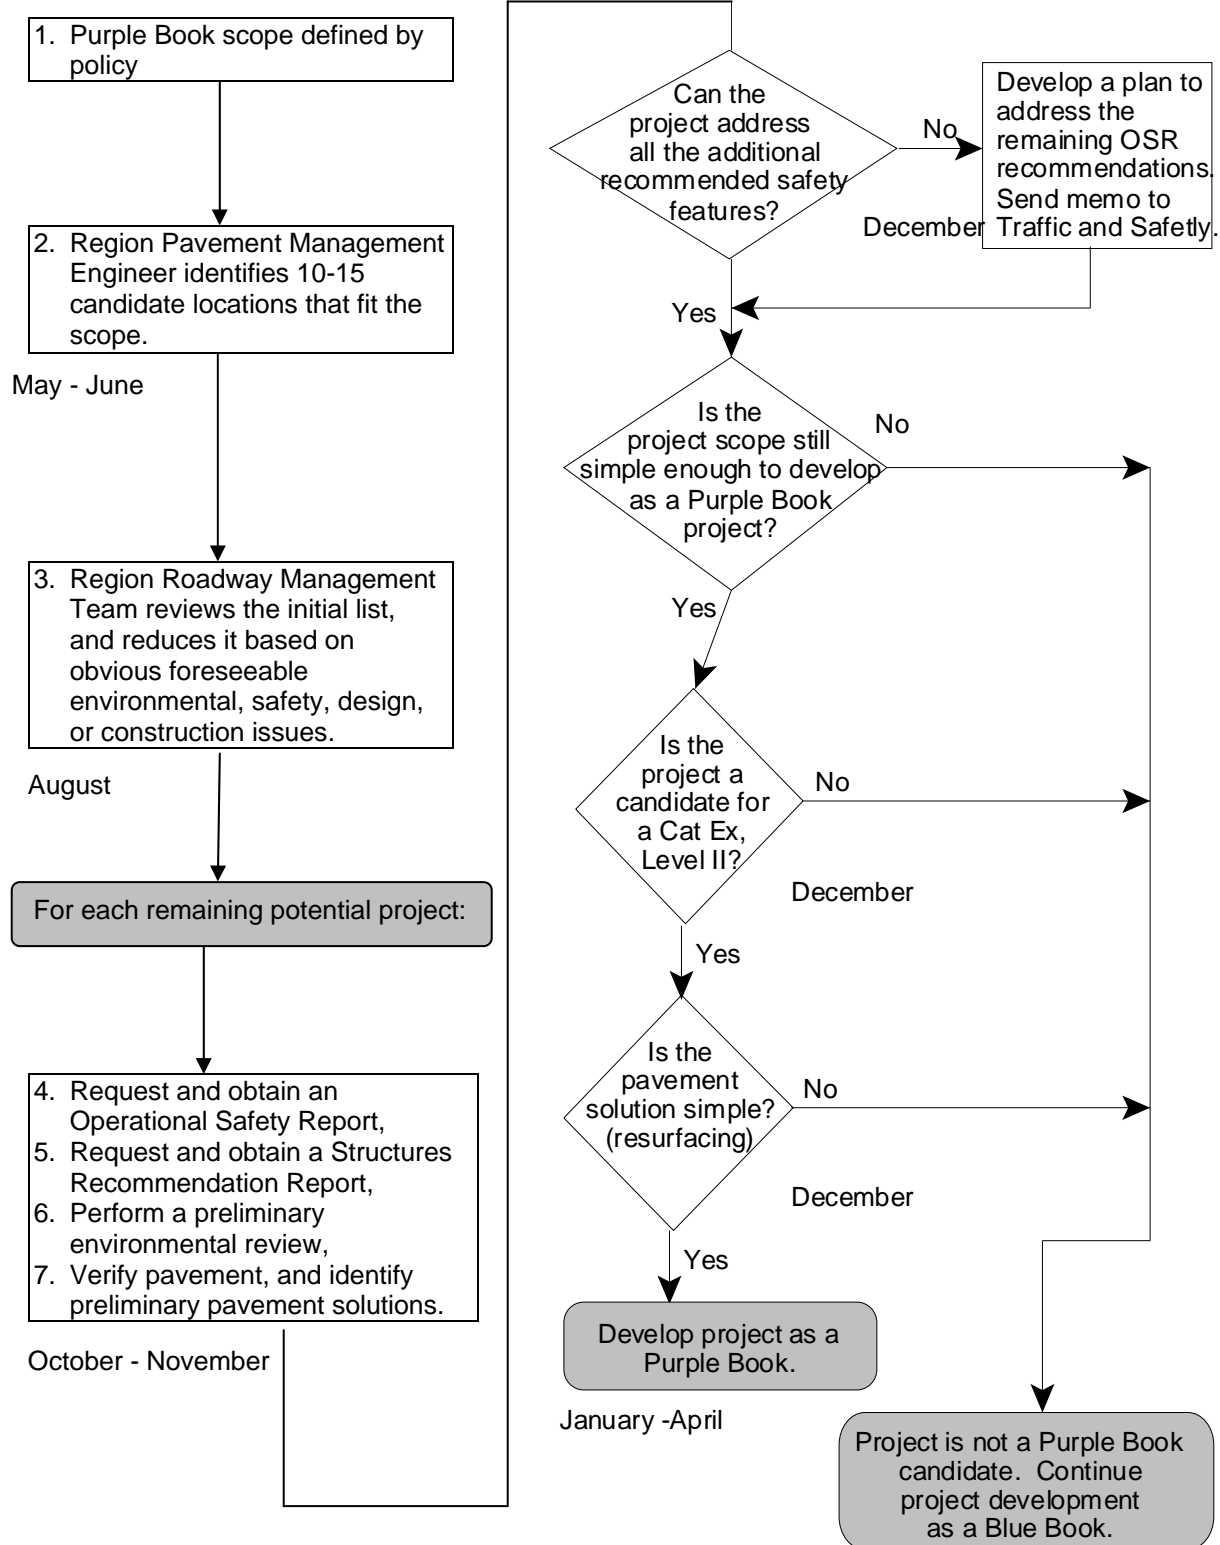 1. Purple Book scope defined by
policy
2. Region Pavement Management
Engineer identifies 10-15
candidate locations that fit the
scope.
May - June
3. Region Roadway Management
Team reviews the initial list,
and reduces it based on
obvious foreseeable
environmental, safety, design,
or construction issues.
August
For each remaining potential project:
4. Request and obtain an
Operational Safety Report,
5. Request and obtain a Structures
Recommendation Report,
6. Perform a preliminary
environmental review,
7. Verify pavement, and identify
preliminary pavement solutions.
October - November
Can the
project address
all the additional
recommended safety
features?
No
Develop a plan to
address the
remaining OSR
recommendations.
Send memo to
Traffic and Safetly.
December
Yes
Is the
project scope still
simple enough to develop
as a Purple Book
project?
No
Yes
Is the
project a
candidate for
a Cat Ex,
Level II?
No
December
Yes
Is the
pavement
solution simple?
(resurfacing)
No
December
Yes
Develop project as a
Purple Book.
January -April
Project is not a Purple Book
candidate. Continue
project development
as a Blue Book.